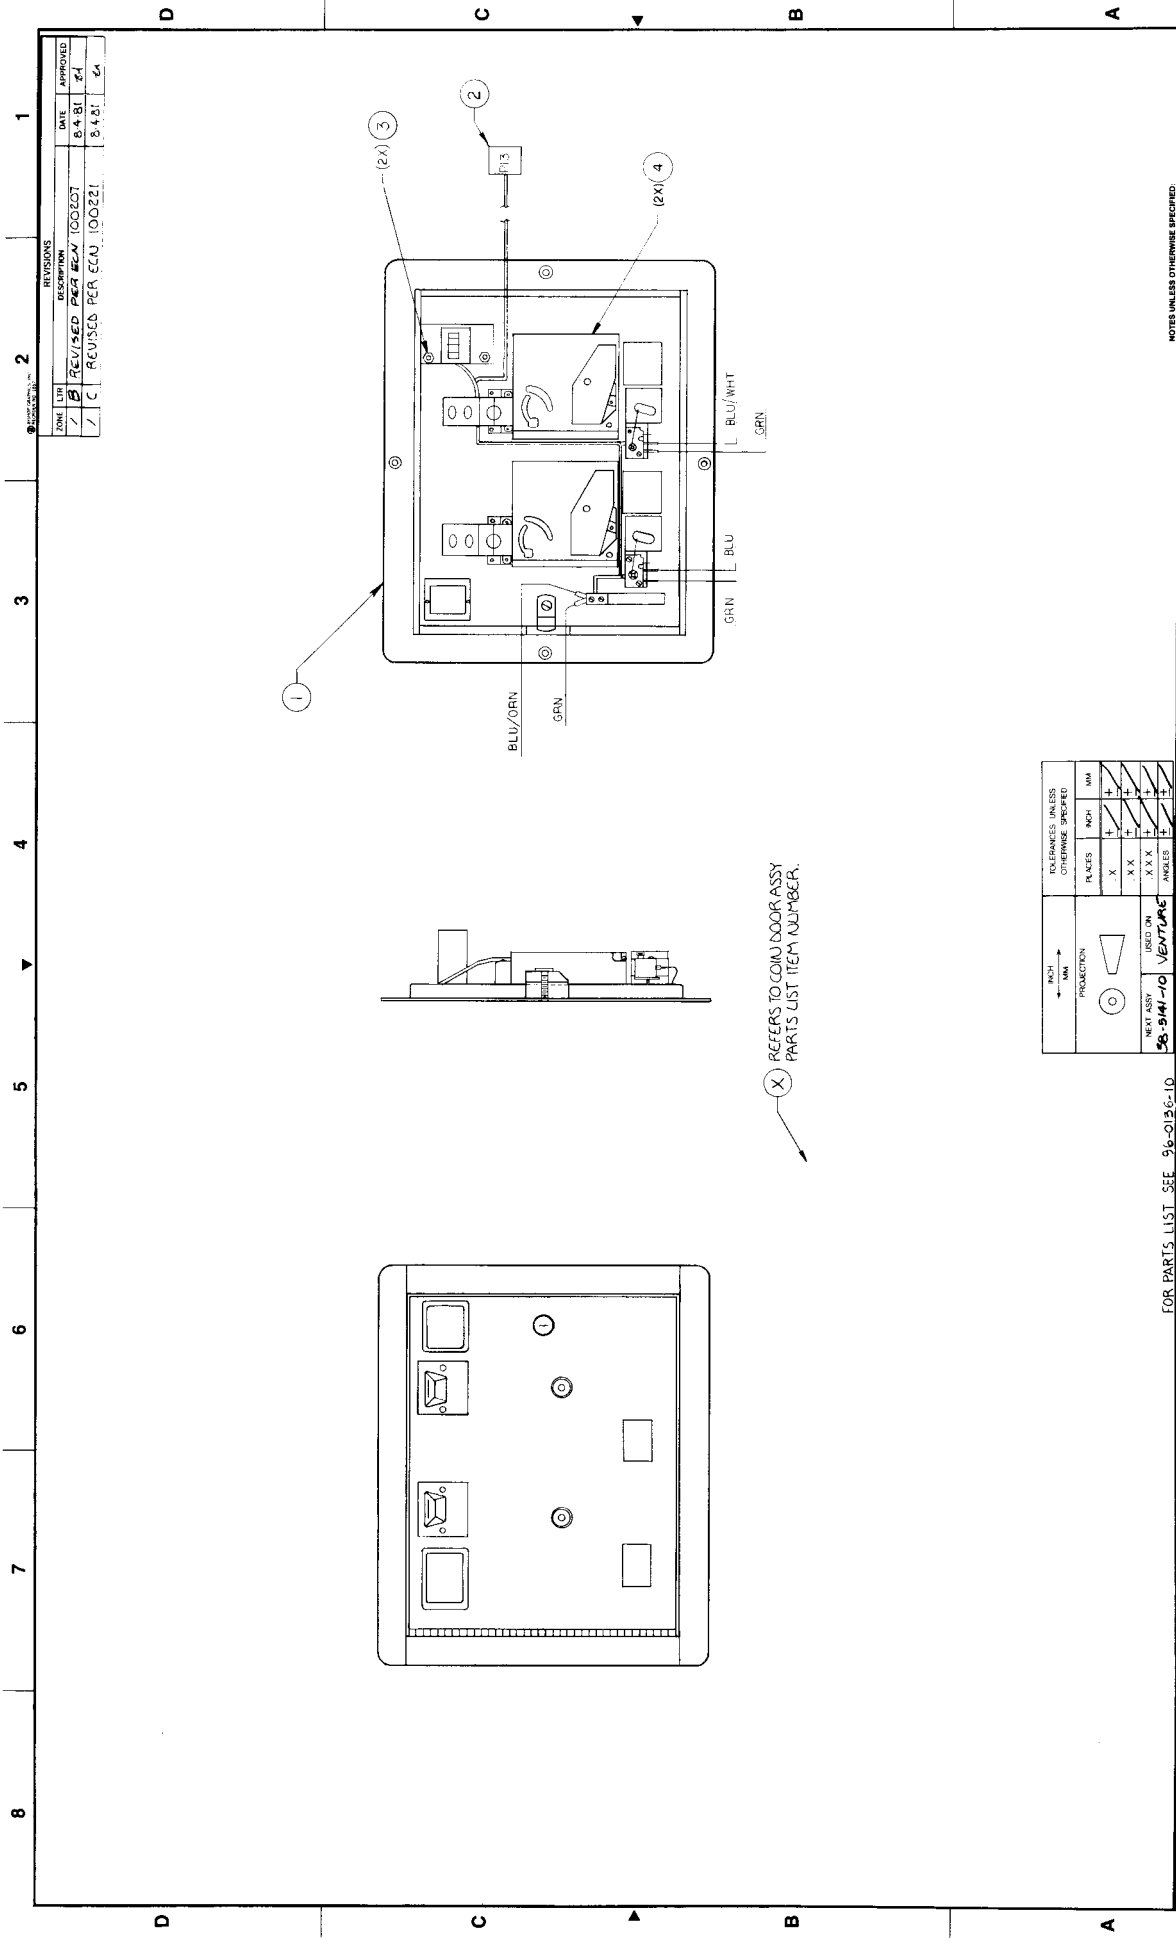 8
7
6
5
4
3
2
1
D
C
B
A
D
C
B
A
REVISIONS
ZONE LTR DESCRIPTION DATE APPROVED
/ B REVISED PER ECN 100207 8-4-81
/ C REVISED PER ECN 100221 8-4-81
1
(2X) 3
2
P13
(2X) 4
BLU/ORN
GRN
GRN
BLU
BLU/WHT
GRN
X REFERS TO COIN DOOR ASSY
PARTS LIST ITEM NUMBER.
INCH
MM
PROJECTION
NEXT ASSY USED ON
38-5141-10 VENTURE
TOLERANCES UNLESS
OTHERWISE SPECIFIED
PLACES INCH MM
.X ± ±
.XX ± ±
.XXX ± ±
ANGLES ± ±
FOR PARTS LIST SEE 96-0136-10
NOTES UNLESS OTHERWISE SPECIFIED: